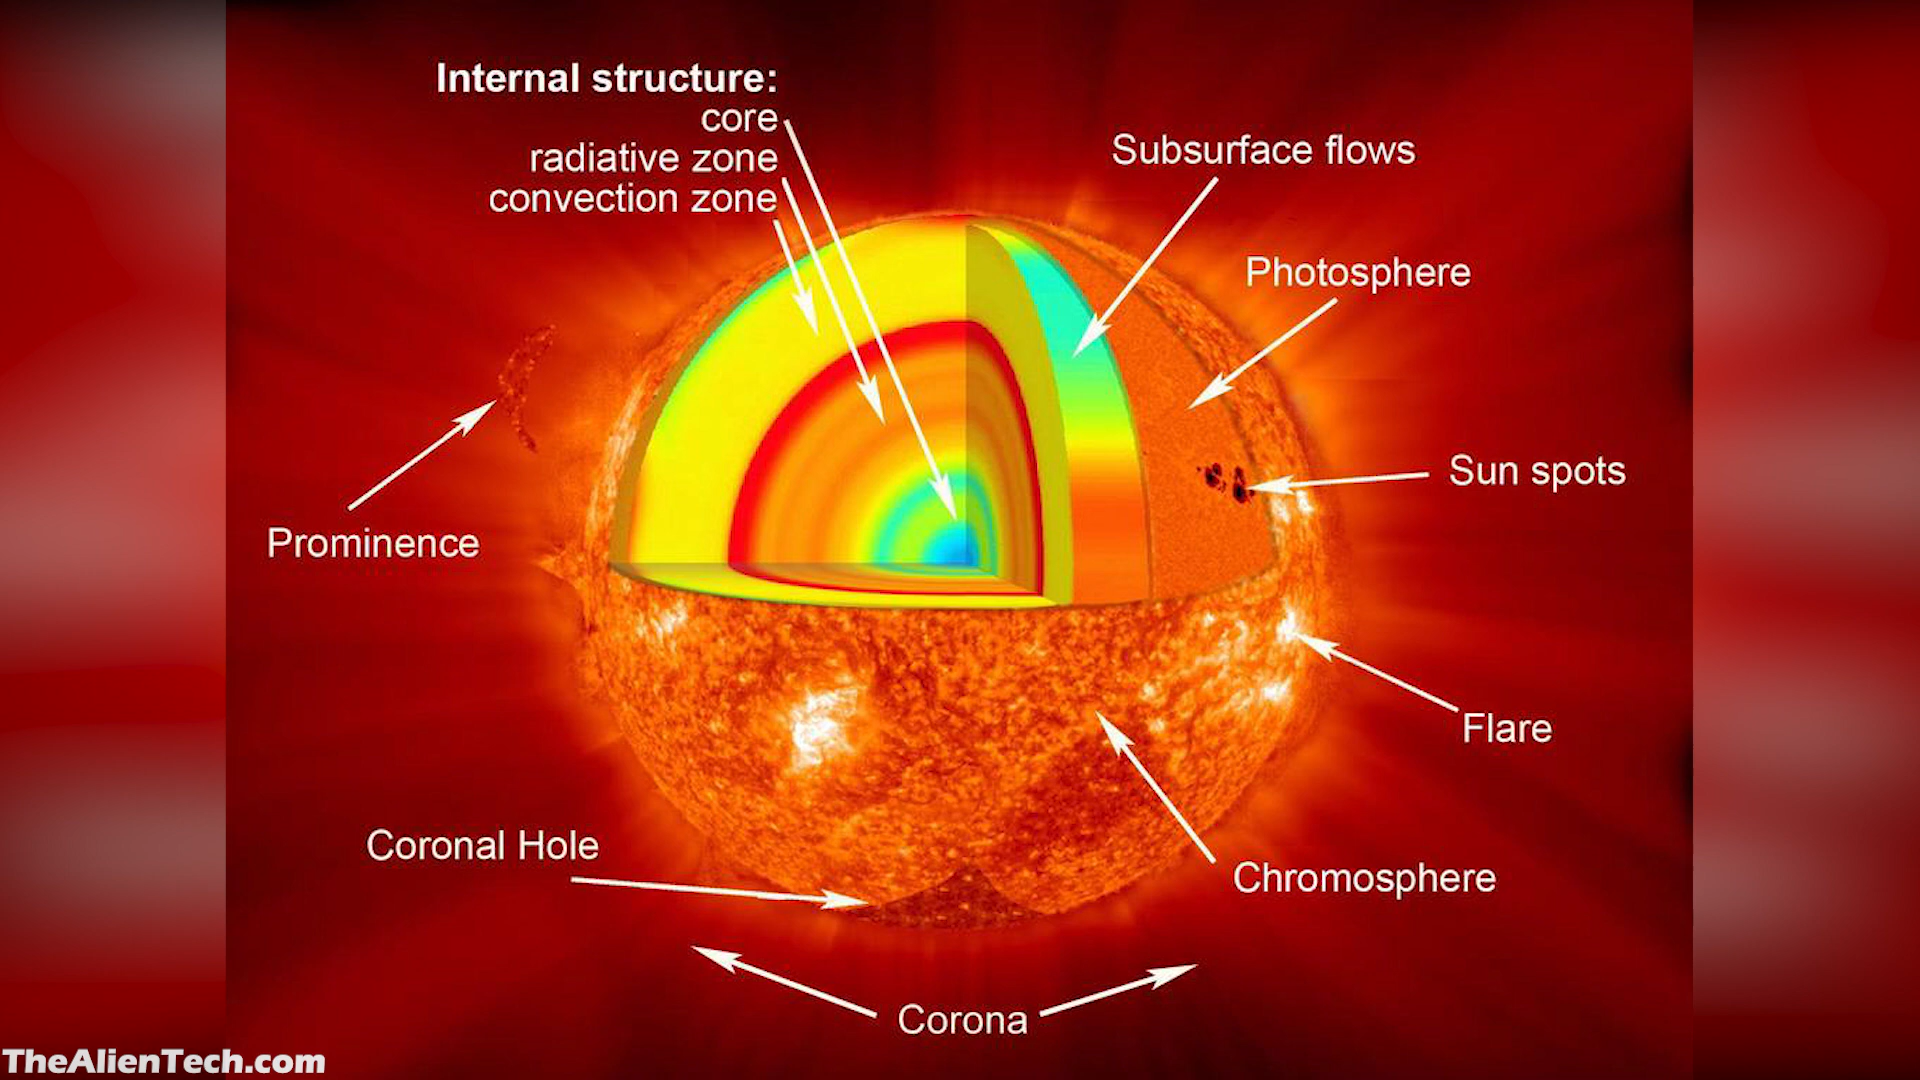 Internal structure:
core
radiative zone
convection zone
Subsurface flows
Photosphere
Sun spots
Prominence
Flare
Coronal Hole
Chromosphere
Corona
TheAlienTech.com